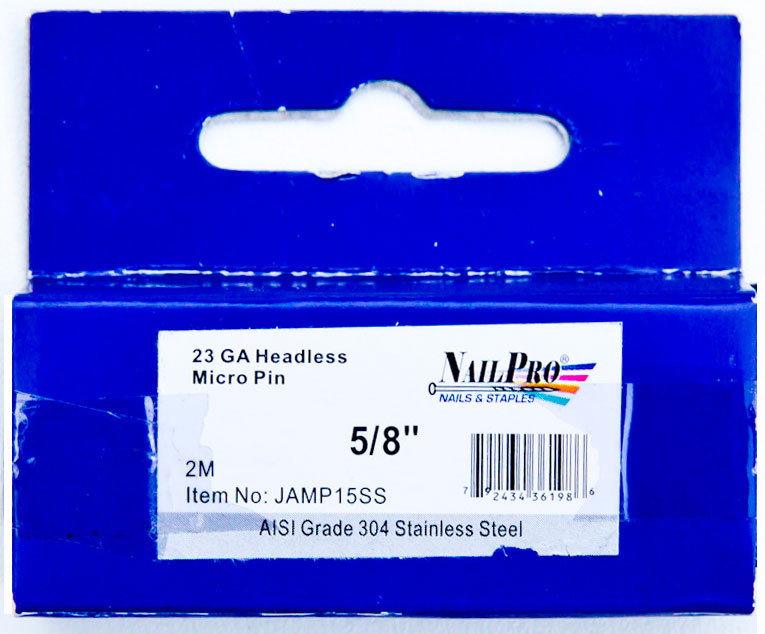 23 GA Headless
Micro Pin
NAILPRO®
NAILS & STAPLES
5/8"
2M
Item No: JAMP15SS
7 92434 36198 6
AISI Grade 304 Stainless Steel